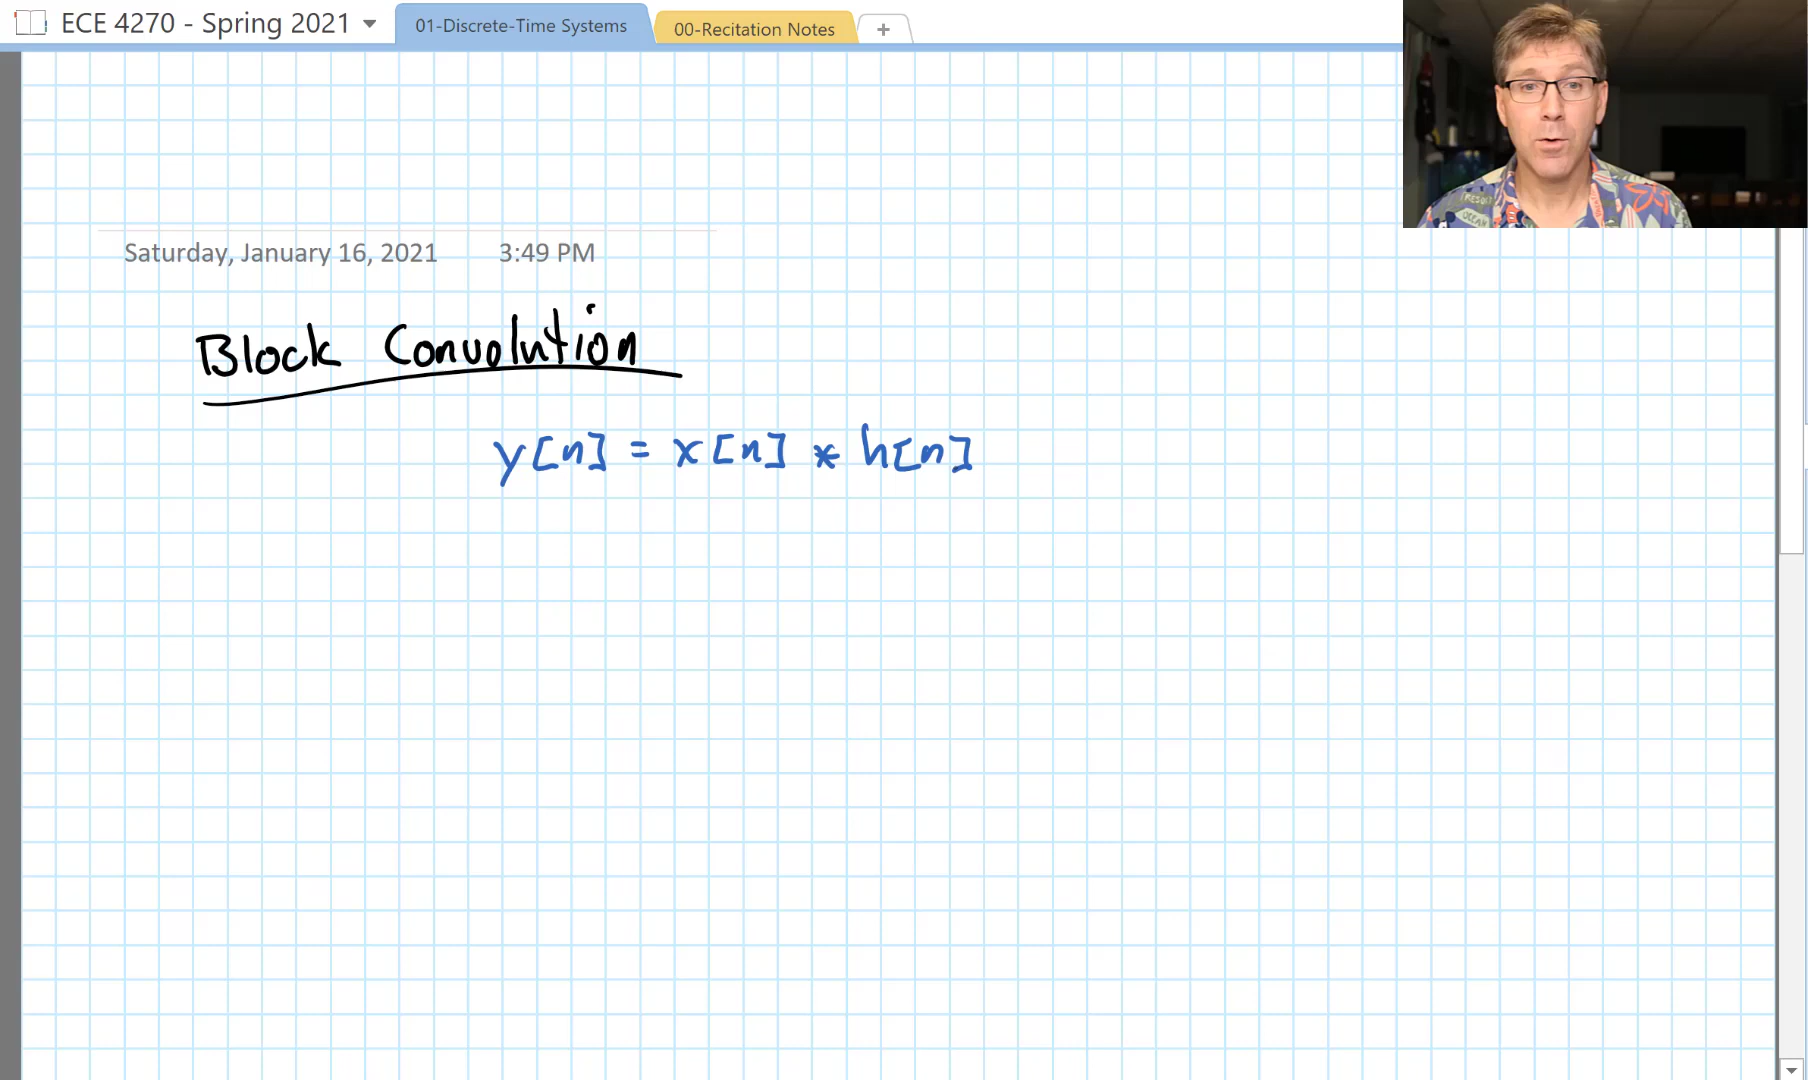 ECE 4270 - Spring 2021
01-Discrete-Time Systems
00-Recitation Notes
+
Saturday, January 16, 2021 3:49 PM
Block Convolution
y[n] = x[n] * h[n]